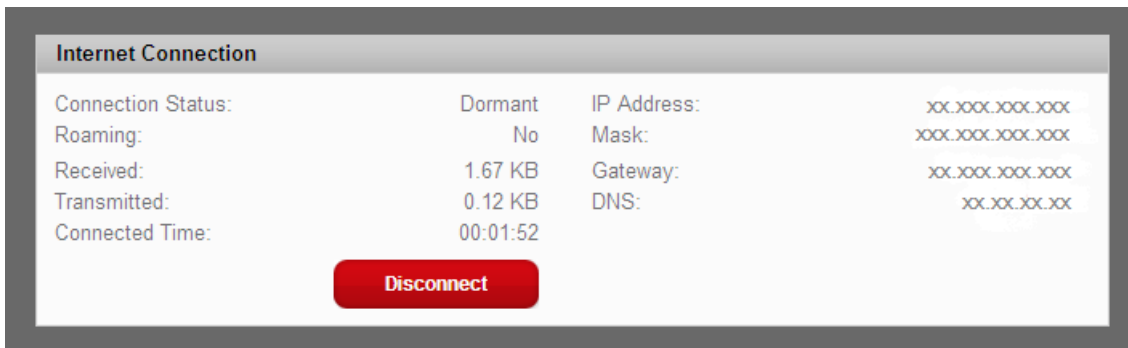 Internet Connection
Connection Status: Dormant IP Address: xx.xxx.xxx.xxx
Roaming: No Mask: xxx.xxx.xxx.xxx
Received: 1.67 KB Gateway: xx.xxx.xxx.xxx
Transmitted: 0.12 KB DNS: xx.xx.xx.xx
Connected Time: 00:01:52
Disconnect